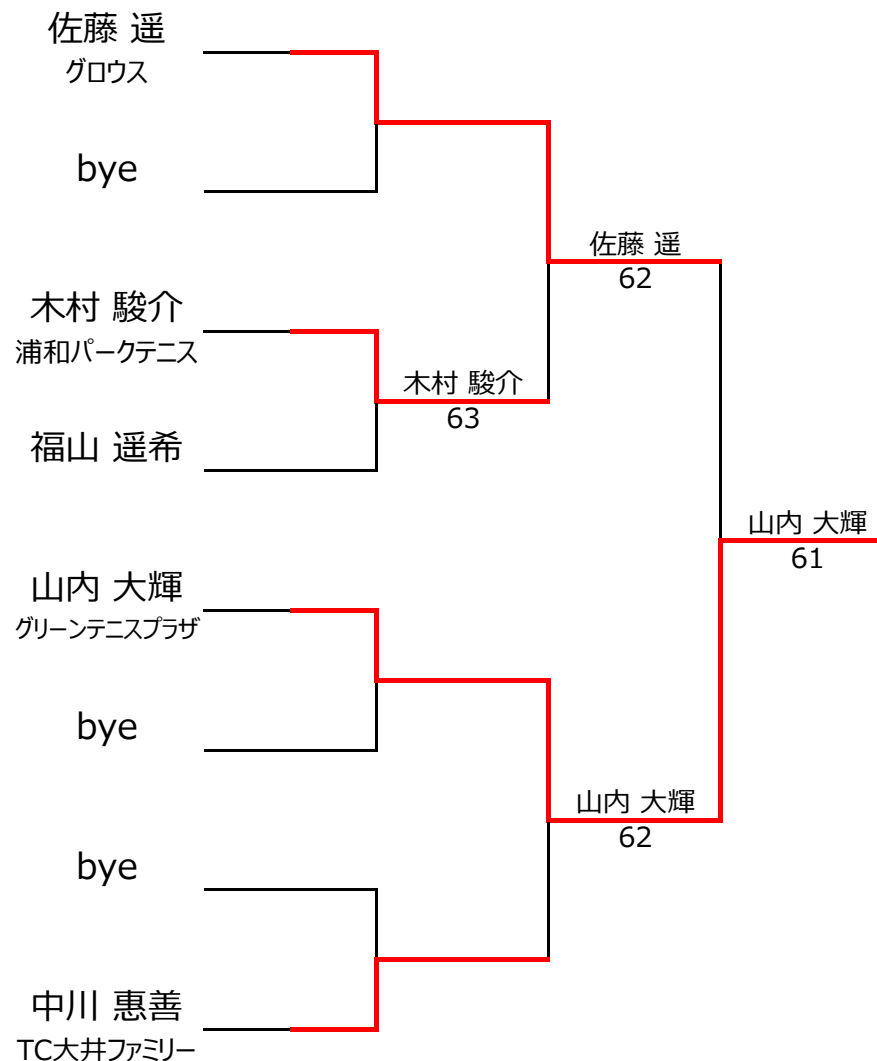 佐藤 遥
グロウス
bye
佐藤 遥
62
木村 駿介
浦和パークテニス
木村 駿介
63
福山 遥希
山内 大輝
61
山内 大輝
グリーンテニスプラザ
bye
山内 大輝
62
bye
中川 惠善
TC大井ファミリー